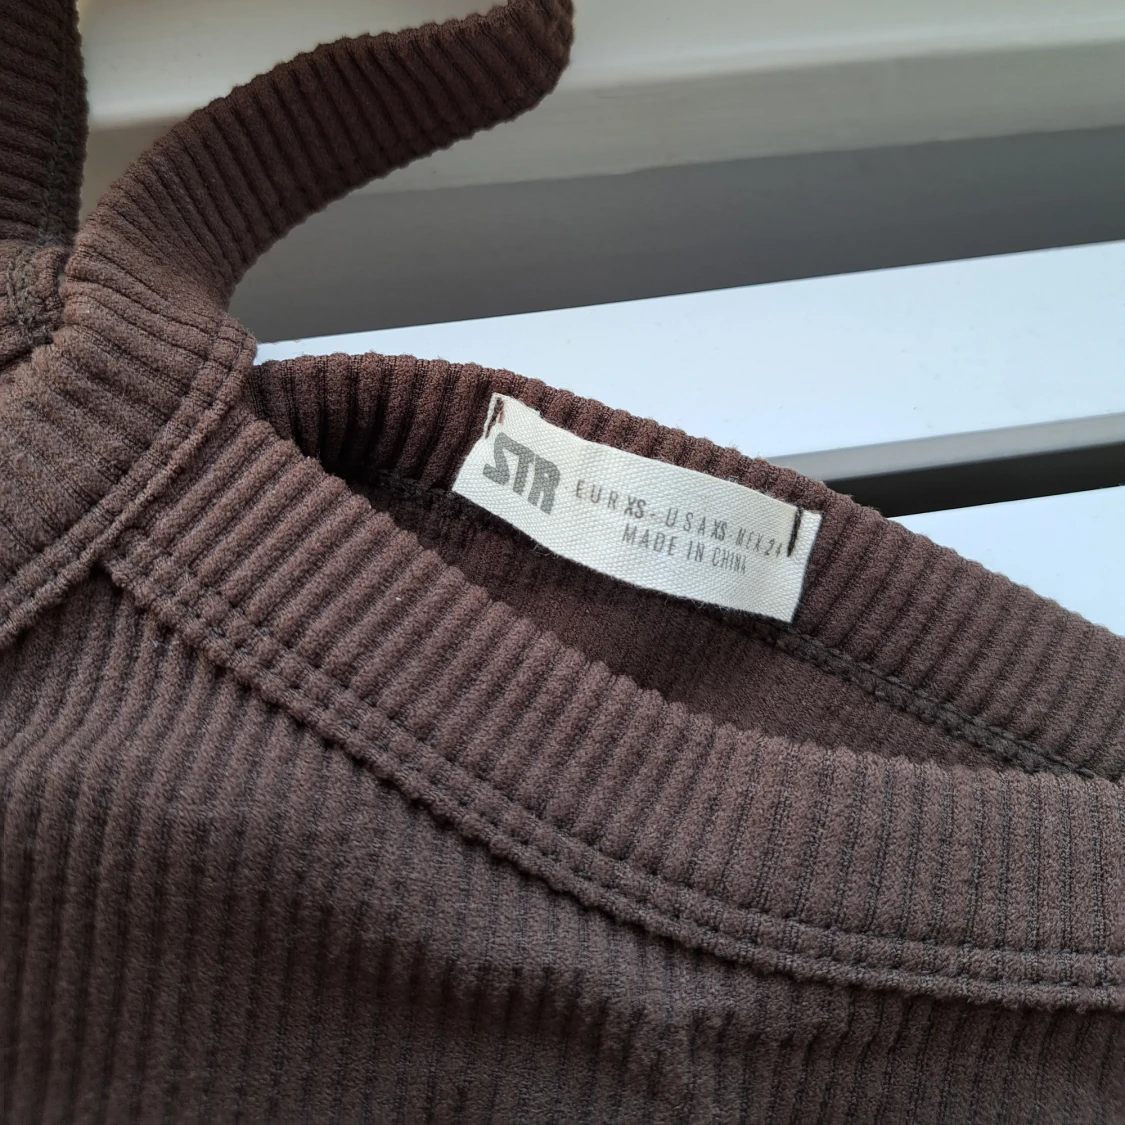 STR EUR XS - USA XS - MEX 24
MADE IN CHINA